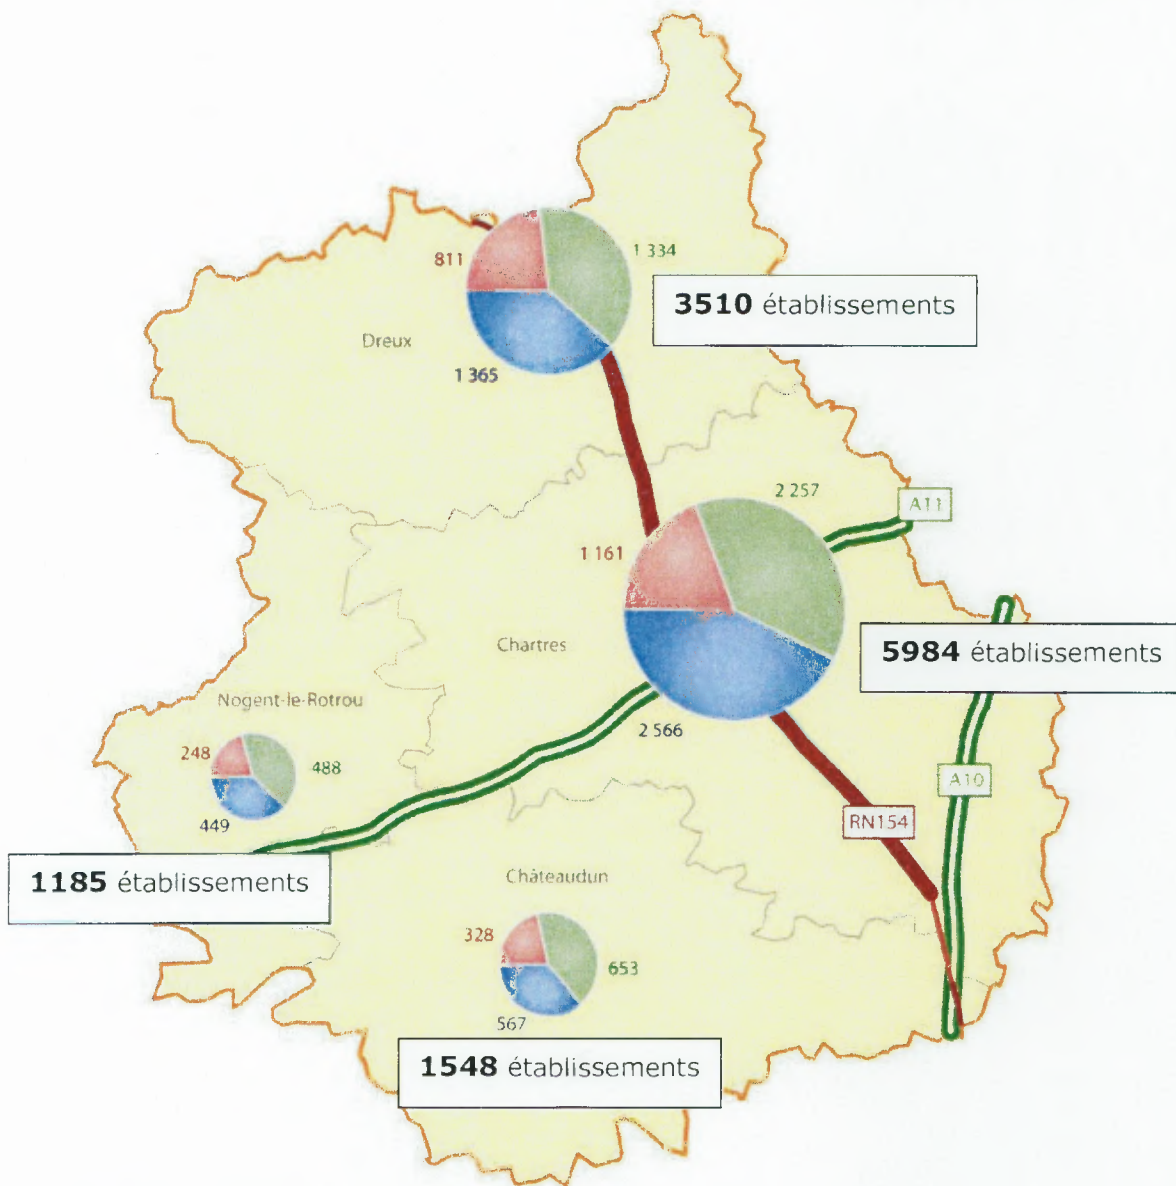 811
1 334
3510 établissements
Dreux
1 365
2 257
A11
1 161
Chartres
5984 établissements
Nogent-le-Rotrou
2 566
248
488
A10
449
RN154
1185 établissements
Châteaudun
328
653
567
1548 établissements